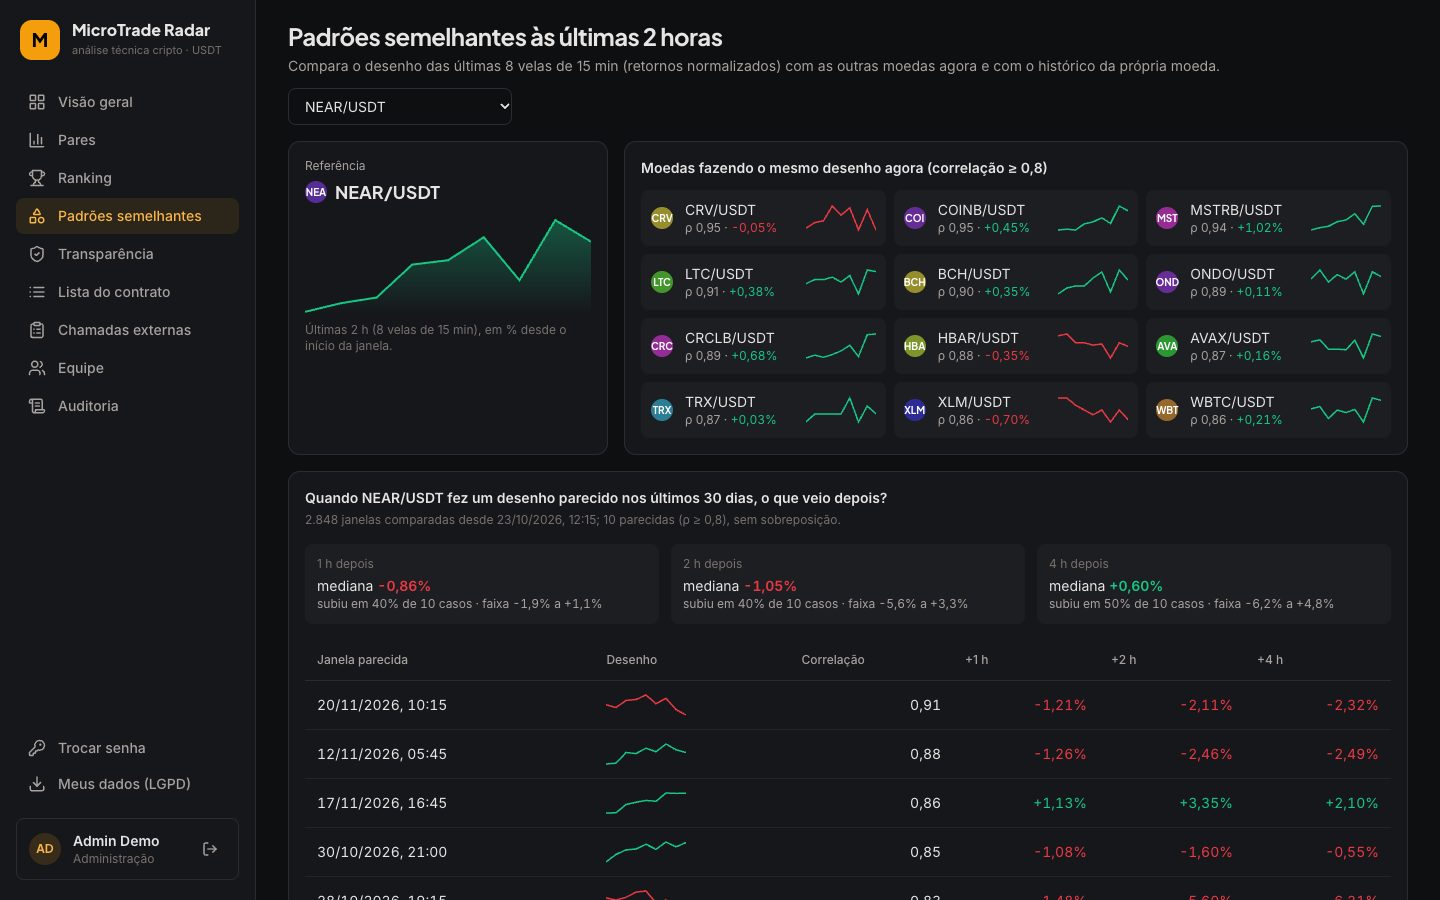 M
MicroTrade Radar
análise técnica cripto · USDT
Visão geral
Pares
Ranking
Padrões semelhantes
Transparência
Lista do contrato
Chamadas externas
Equipe
Auditoria
Trocar senha
Meus dados (LGPD)
AD
Admin Demo
Administração
Padrões semelhantes às últimas 2 horas
Compara o desenho das últimas 8 velas de 15 min (retornos normalizados) com as outras moedas agora e com o histórico da própria moeda.
NEAR/USDT
Referência
NEA NEAR/USDT
Últimas 2 h (8 velas de 15 min), em % desde o
início da janela.
Moedas fazendo o mesmo desenho agora (correlação ≥ 0,8)
CRV CRV/USDT
ρ 0,95 · -0,05%
COI COINB/USDT
ρ 0,95 · +0,45%
MST MSTRB/USDT
ρ 0,94 · +1,02%
LTC LTC/USDT
ρ 0,91 · +0,38%
BCH BCH/USDT
ρ 0,90 · +0,35%
OND ONDO/USDT
ρ 0,89 · +0,11%
CRC CRCLB/USDT
ρ 0,89 · +0,68%
HBA HBAR/USDT
ρ 0,88 · -0,35%
AVA AVAX/USDT
ρ 0,87 · +0,16%
TRX TRX/USDT
ρ 0,87 · +0,03%
XLM XLM/USDT
ρ 0,86 · -0,70%
WBT WBTC/USDT
ρ 0,86 · +0,21%
Quando NEAR/USDT fez um desenho parecido nos últimos 30 dias, o que veio depois?
2.848 janelas comparadas desde 23/10/2026, 12:15; 10 parecidas (ρ ≥ 0,8), sem sobreposição.
1 h depois
mediana -0,86%
subiu em 40% de 10 casos · faixa -1,9% a +1,1%
2 h depois
mediana -1,05%
subiu em 40% de 10 casos · faixa -5,6% a +3,3%
4 h depois
mediana +0,60%
subiu em 50% de 10 casos · faixa -6,2% a +4,8%
Janela parecida Desenho Correlação +1 h +2 h +4 h
20/11/2026, 10:15 0,91 -1,21% -2,11% -2,32%
12/11/2026, 05:45 0,88 -1,26% -2,46% -2,49%
17/11/2026, 16:45 0,86 +1,13% +3,35% +2,10%
30/10/2026, 21:00 0,85 -1,08% -1,60% -0,55%